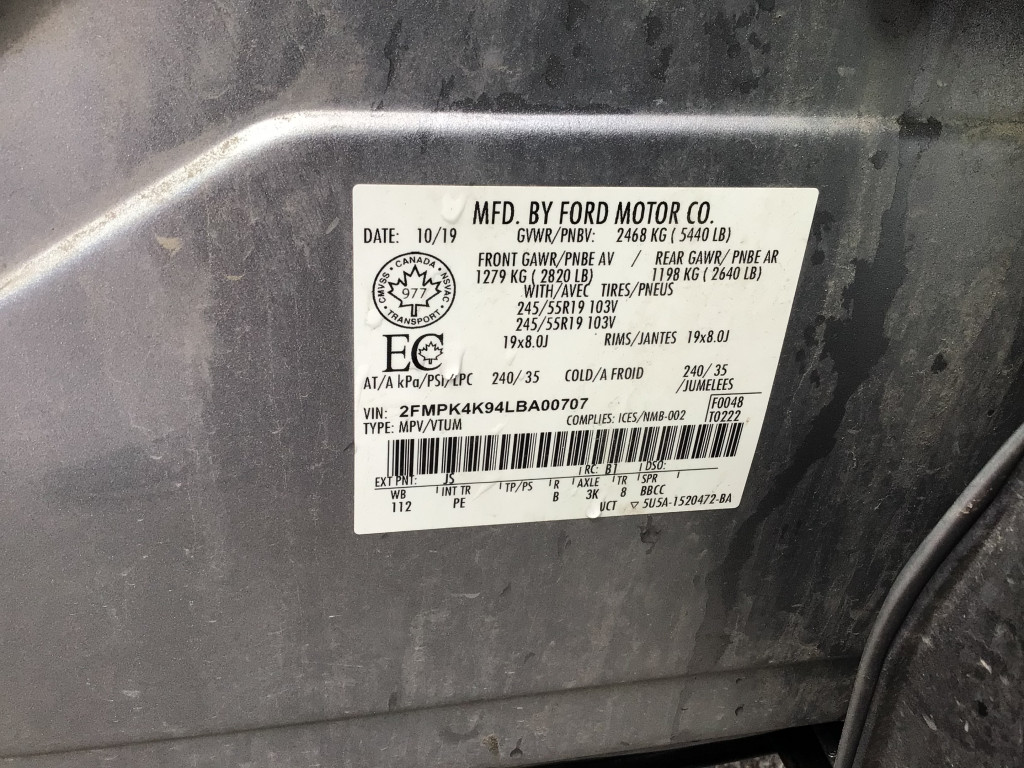 MFD. BY FORD MOTOR CO.
DATE: 10/19 GVWR/PNBV: 2468 KG ( 5440 LB)
FRONT GAWR/PNBE AV / REAR GAWR/ PNBE AR
1279 KG ( 2820 LB) 1198 KG ( 2640 LB)
WITH/AVEC TIRES/PNEUS
245/55R19 103V
245/55R19 103V
19x8.0J RIMS/JANTES 19x8.0J
CMVSS • CANADA • NSVAC • TRANSPORT •
977
EC
AT/A kPa/PSI/LPC 240/ 35 COLD/A FROID 240/ 35
/JUMELEES
VIN: 2FMPK4K94LBA00707 F0048
TYPE: MPV/VTUM COMPLIES: ICES/NMB-002 T0222
EXT PNT: JS RC: B1 DSO:
WB INT TR TP/PS R AXLE TR SPR
112 PE B 3K 8 BBCC
UCT ▽ 5U5A-1520472-BA